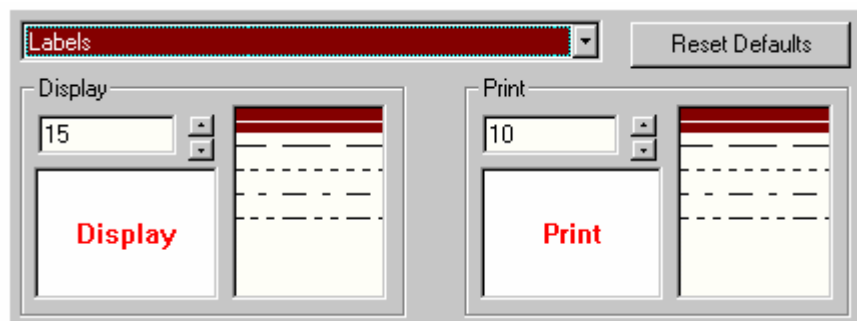 Labels
Reset Defaults
Display
Print
15
10
Display
Print